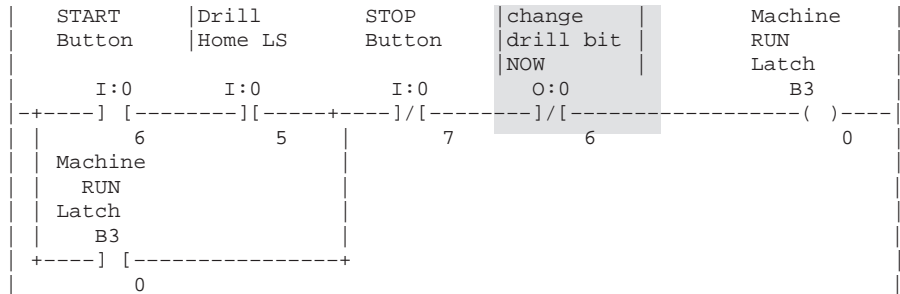 |  START      |Drill      STOP      |change    |      Machine      |
|  Button     |Home LS    Button    |drill bit |      RUN          |
|                                   |NOW       |      Latch        |
|     I:0       I:0         I:0       O:0                B3         |
|-+----] [--------][-----+----]/[--------]/[------------------( )----|
| |      6        5      |      7         6                  0     |
| | Machine              |                                         |
| |   RUN                |                                         |
| | Latch                |                                         |
| |    B3                |                                         |
| +----] [----------------+                                        |
|        0                                                         |